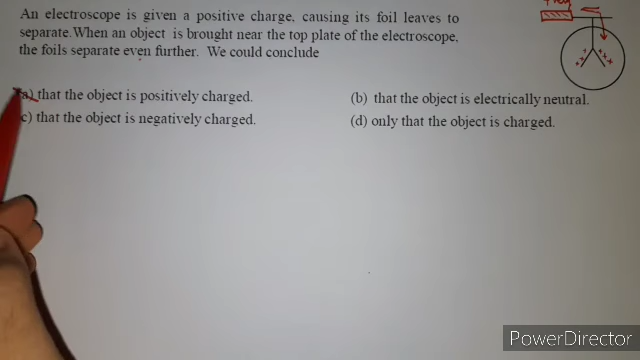 An electroscope is given a positive charge, causing its foil leaves to
separate.When an object is brought near the top plate of the electroscope,
the foils separate even further. We could conclude
a) that the object is positively charged.
(b) that the object is electrically neutral.
c) that the object is negatively charged.
(d) only that the object is charged.
PowerDirector